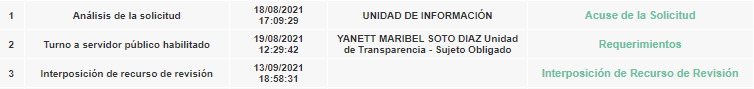 1 Análisis de la solicitud 18/08/2021 17:09:29 UNIDAD DE INFORMACIÓN Acuse de la Solicitud
2 Turno a servidor público habilitado 19/08/2021 12:29:42 YANETT MARIBEL SOTO DIAZ Unidad de Transparencia - Sujeto Obligado Requerimientos
3 Interposición de recurso de revisión 13/09/2021 18:58:31 Interposición de Recurso de Revisión